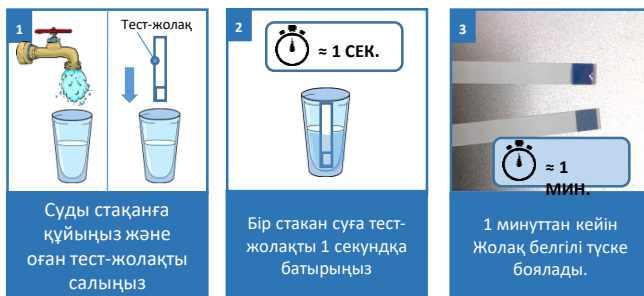 1
Тест-жолақ
Суды стақанға
құйыңыз және
оған тест-жолақты
салыңыз
2
≈ 1 СЕК.
Бір стакан суға тест-
жолақты 1 секундқа
батырыңыз
3
≈ 1
МИН.
1 минуттан кейін
Жолақ белгілі түске
боялады.